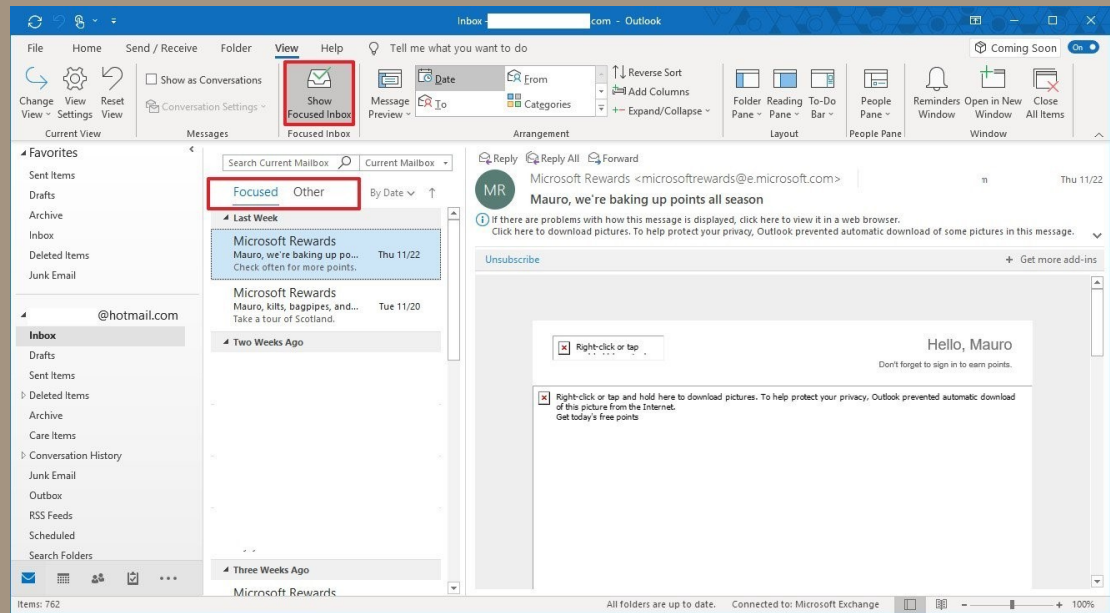 Inbox - com - Outlook
File Home Send / Receive Folder View Help Tell me what you want to do Coming Soon On
Change View
View Settings
Reset View
Current View
Show as Conversations
Conversation Settings
Messages
Show Focused Inbox
Focused Inbox
Message Preview
Date From
To Categories
Reverse Sort
Add Columns
Expand/Collapse
Arrangement
Folder Pane
Reading Pane
To-Do Bar
Layout
People Pane
People Pane
Reminders Window
Open in New Window
Close All Items
Window
Favorites
Sent Items
Drafts
Archive
Inbox
Deleted Items
Junk Email
@hotmail.com
Inbox
Drafts
Sent Items
Deleted Items
Archive
Care Items
Conversation History
Junk Email
Outbox
RSS Feeds
Scheduled
Search Folders
Search Current Mailbox Current Mailbox
Focused Other By Date
Last Week
Microsoft Rewards
Mauro, we're baking up po... Thu 11/22
Check often for more points.
Microsoft Rewards
Mauro, kilts, bagpipes, and... Tue 11/20
Take a tour of Scotland.
Two Weeks Ago
Three Weeks Ago
Microsoft Rewards
Reply Reply All Forward
MR
Microsoft Rewards <microsoftrewards@e.microsoft.com> Thu 11/22
Mauro, we're baking up points all season
If there are problems with how this message is displayed, click here to view it in a web browser.
Click here to download pictures. To help protect your privacy, Outlook prevented automatic download of some pictures in this message.
Unsubscribe + Get more add-ins
Right-click or tap
Hello, Mauro
Don't forget to sign in to earn points.
Right-click or tap and hold here to download pictures. To help protect your privacy, Outlook prevented automatic download
of this picture from the Internet.
Get today's free points
Items: 762 All folders are up to date. Connected to: Microsoft Exchange 100%